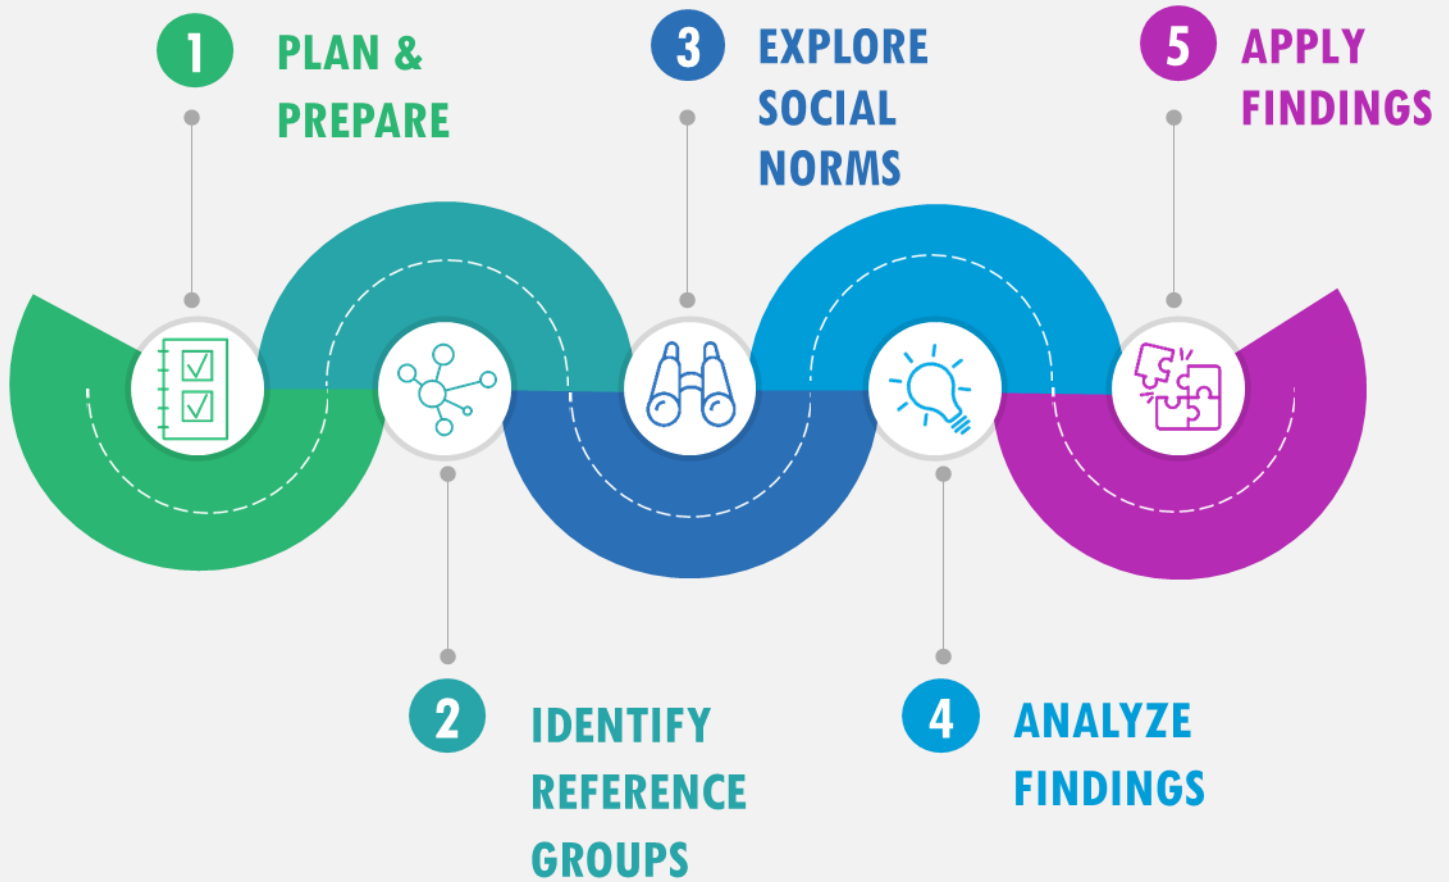 1
PLAN &
PREPARE
2
IDENTIFY
REFERENCE
GROUPS
3
EXPLORE
SOCIAL
NORMS
4
ANALYZE
FINDINGS
5
APPLY
FINDINGS